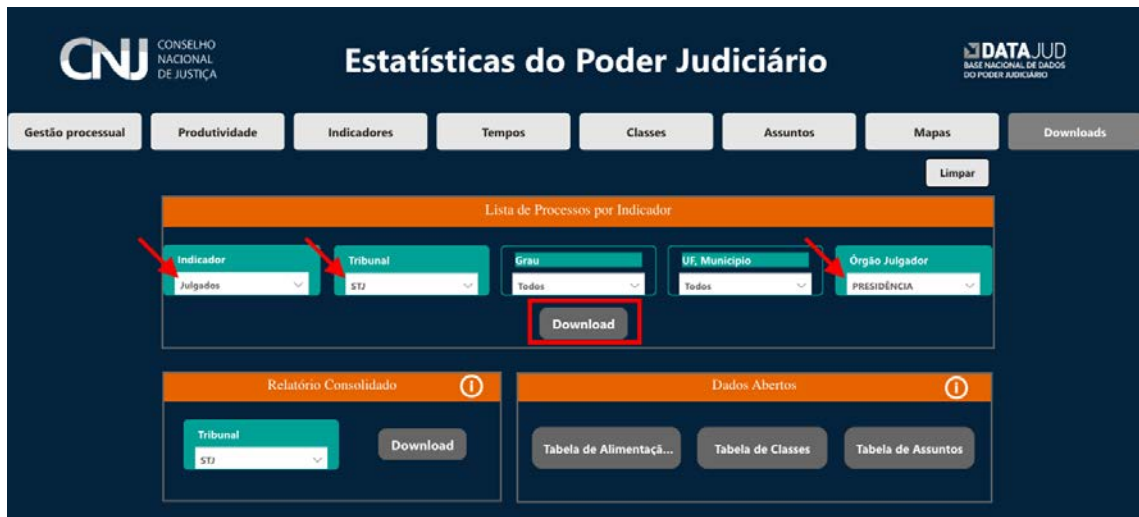 CNJ
CONSELHO
NACIONAL
DE JUSTIÇA
Estatísticas do Poder Judiciário
DATAJUD
BASE NACIONAL DE DADOS
DO PODER JUDICIÁRIO
Gestão processual Produtividade Indicadores Tempos Classes Assuntos Mapas Downloads
Limpar
Lista de Processos por Indicador
Indicador Tribunal Grau UF, Municipio Órgão Julgador
Julgados STJ Todos Todos PRESIDÊNCIA
Download
Relatório Consolidado
Dados Abertos
Tribunal
STJ
Download
Tabela de Alimentaçã... Tabela de Classes Tabela de Assuntos